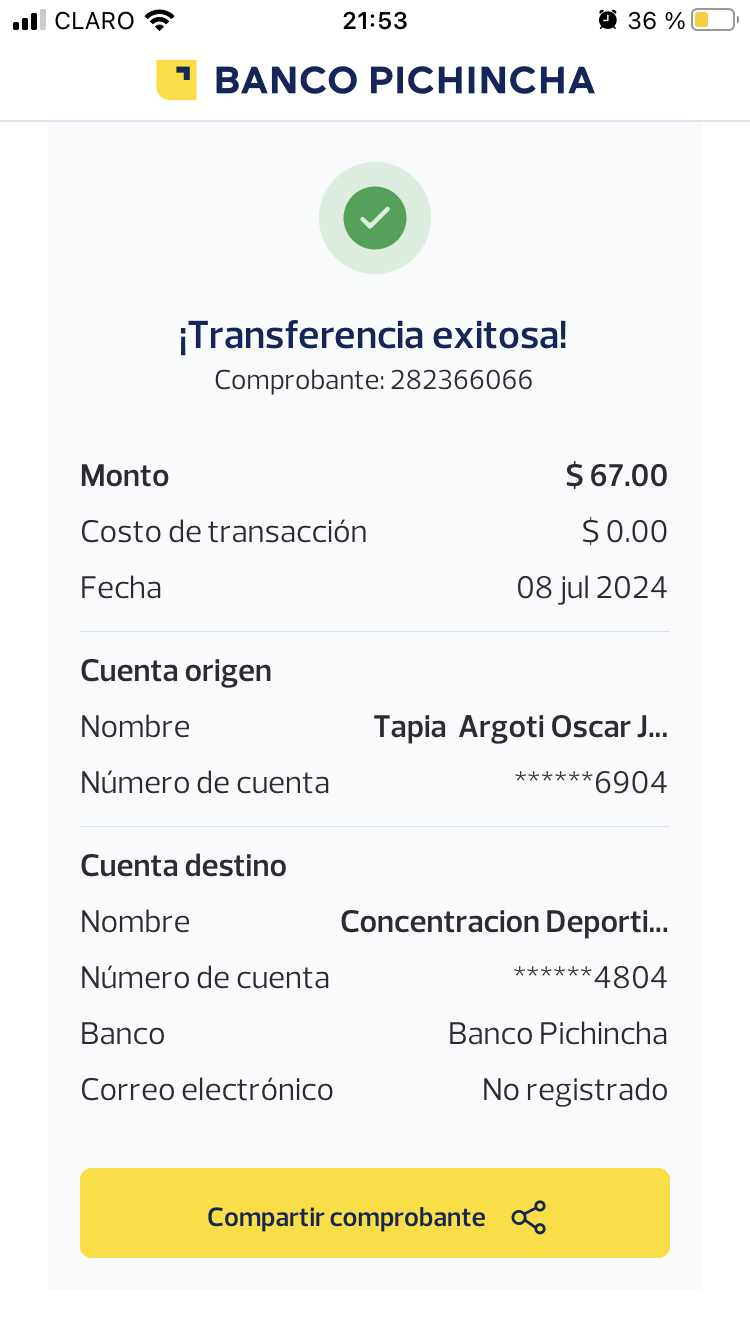 CLARO 21:53 36 %
BANCO PICHINCHA
¡Transferencia exitosa!
Comprobante: 282366066
Monto $ 67.00
Costo de transacción $ 0.00
Fecha 08 jul 2024
Cuenta origen
Nombre Tapia  Argoti Oscar J...
Número de cuenta ******6904
Cuenta destino
Nombre Concentracion Deporti...
Número de cuenta ******4804
Banco Banco Pichincha
Correo electrónico No registrado
Compartir comprobante